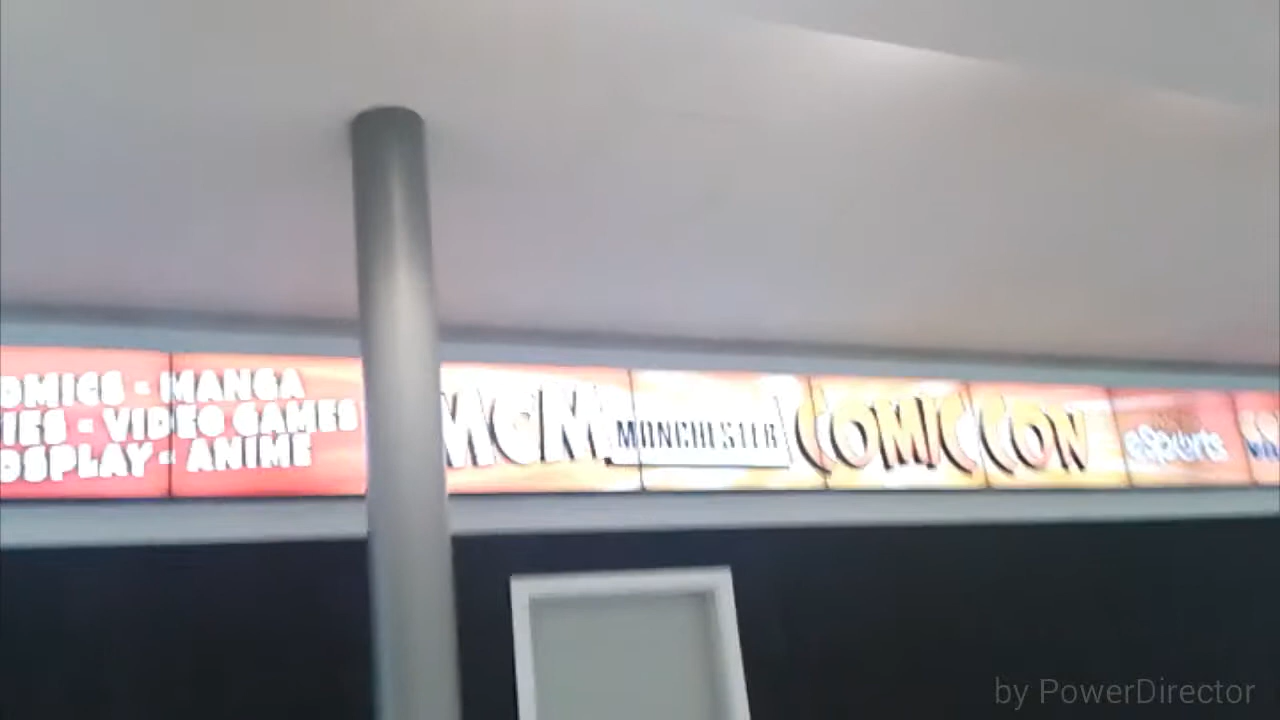 OMICS - MANGA
IES - VIDEO GAMES
OSPLAY - ANIME
MCM MANCHESTER COMIC CON
eSports
by PowerDirector